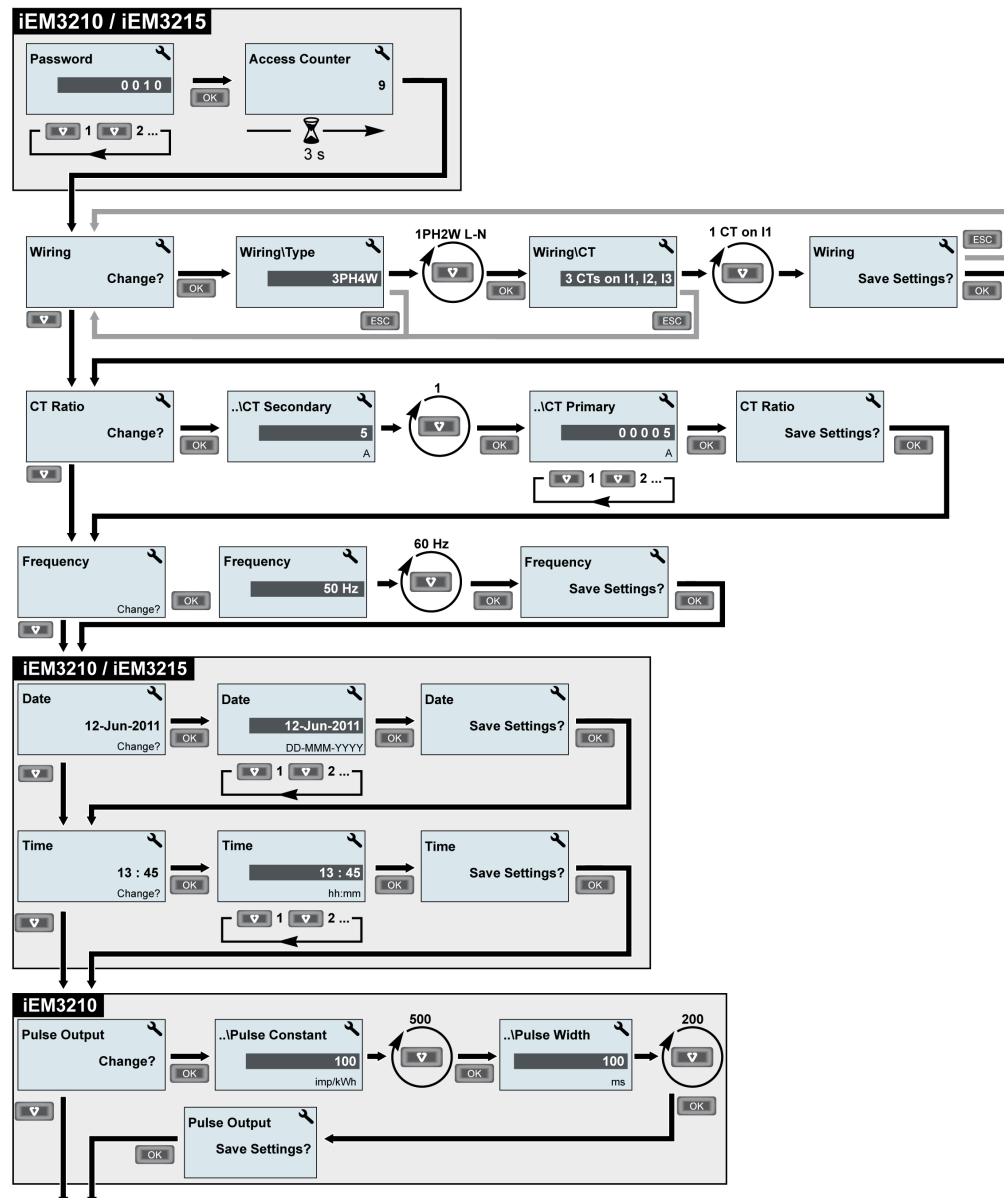 iEM3210 / iEM3215
Password
0 0 1 0
OK
Access Counter
9
1 2 ...
3 s
Wiring
Change?
OK
Wiring\Type
3PH4W
ESC
1PH2W L-N
OK
Wiring\CT
3 CTs on I1, I2, I3
ESC
1 CT on I1
Wiring
Save Settings?
ESC
OK
CT Ratio
Change?
OK
..\CT Secondary
5
A
1
OK
..\CT Primary
0 0 0 0 5
A
1 2 ...
OK
CT Ratio
Save Settings?
OK
Frequency
Change?
OK
Frequency
50 Hz
60 Hz
OK
Frequency
Save Settings?
OK
iEM3210 / iEM3215
Date
12-Jun-2011
Change?
OK
Date
12-Jun-2011
DD-MMM-YYYY
1 2 ...
OK
Date
Save Settings?
OK
Time
13 : 45
Change?
OK
Time
13 : 45
hh:mm
1 2 ...
OK
Time
Save Settings?
OK
iEM3210
Pulse Output
Change?
OK
..\Pulse Constant
100
imp/kWh
500
OK
..\Pulse Width
100
ms
200
OK
Pulse Output
Save Settings?
OK